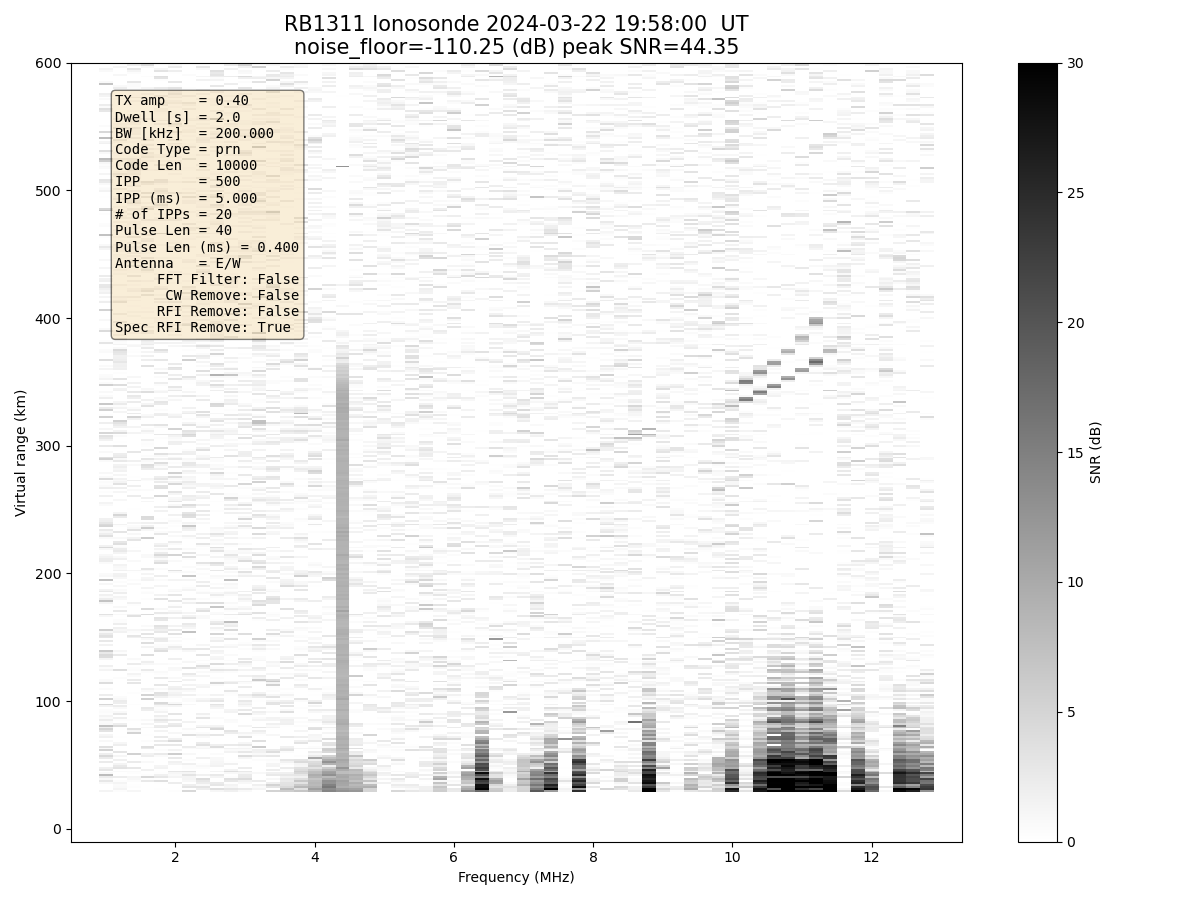 RB1311 Ionosonde 2024-03-22 19:58:00  UT
noise_floor=-110.25 (dB) peak SNR=44.35
TX amp    = 0.40
Dwell [s] = 2.0
BW [kHz]  = 200.000
Code Type = prn
Code Len  = 10000
IPP       = 500
IPP (ms)  = 5.000
# of IPPs = 20
Pulse Len = 40
Pulse Len (ms) = 0.400
Antenna   = E/W
FFT Filter: False
CW Remove: False
RFI Remove: False
Spec RFI Remove: True
600
500
400
300
200
100
0
Virtual range (km)
2 4 6 8 10 12
Frequency (MHz)
30
25
20
15
10
5
0
SNR (dB)